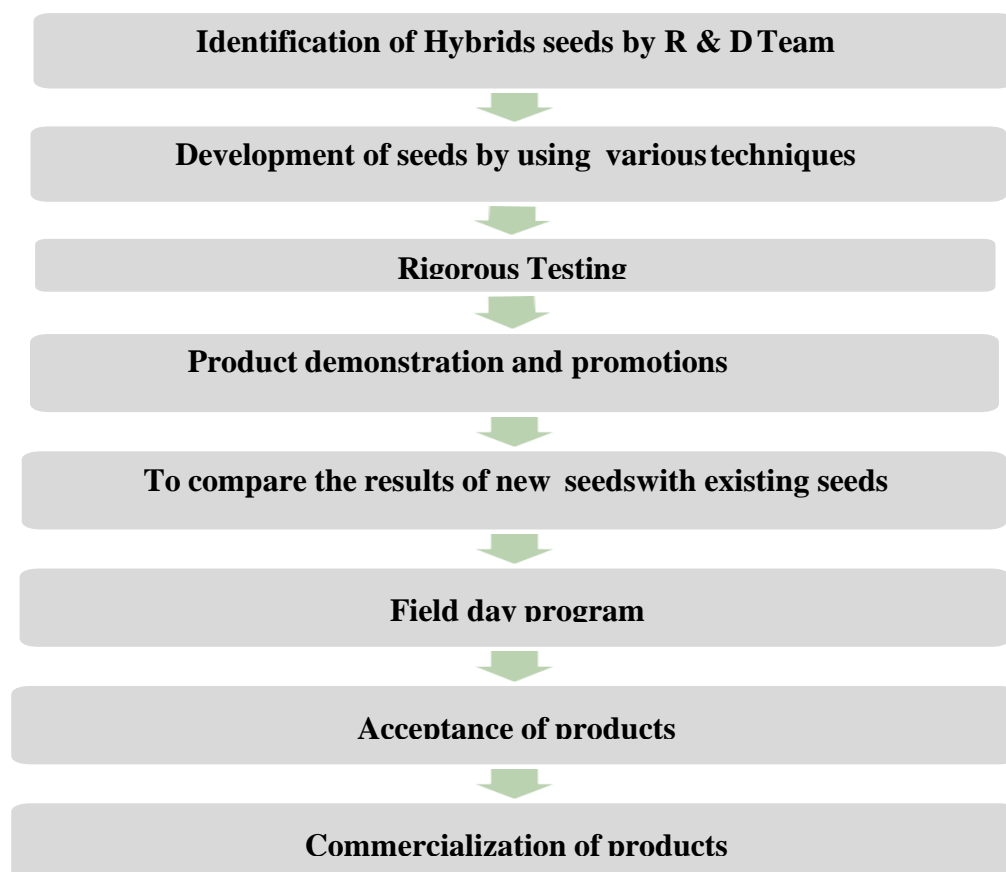 Identification of Hybrids seeds by R & D Team
Development of seeds by using various techniques
Rigorous Testing
Product demonstration and promotions
To compare the results of new seedswith existing seeds
Field day program
Acceptance of products
Commercialization of products